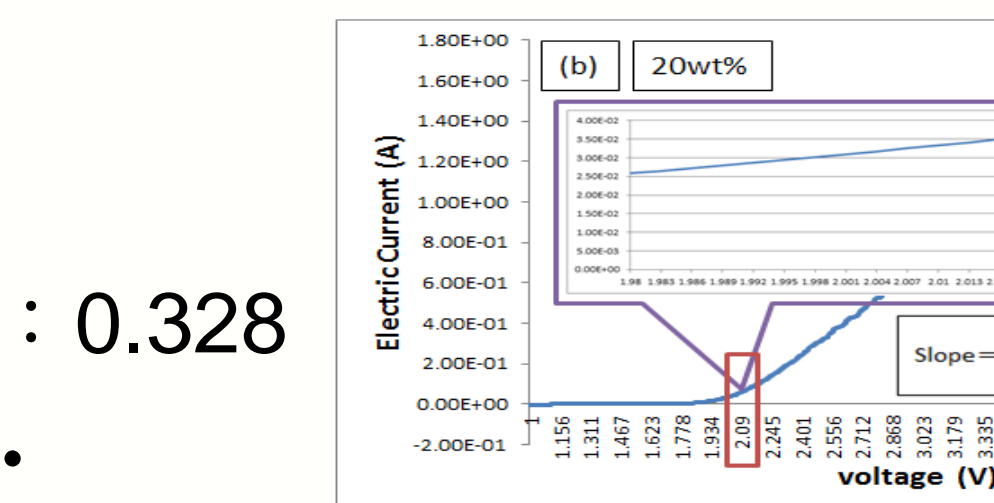 : 0.328
•
(b)
20wt%
Electric Current (A)
1.80E+00
1.60E+00
1.40E+00
1.20E+00
1.00E+00
8.00E-01
6.00E-01
4.00E-01
2.00E-01
0.00E+00
-2.00E-01
4.00E-02
3.50E-02
3.00E-02
2.50E-02
2.00E-02
1.50E-02
1.00E-02
5.00E-03
0.00E+00
1.98 1.983 1.986 1.989 1.992 1.995 1.998 2.001 2.004 2.007 2.01 2.013
Slope=
1 1.156 1.311 1.467 1.623 1.778 1.934 2.09 2.245 2.401 2.556 2.712 2.868 3.023 3.179 3.335
voltage (V)